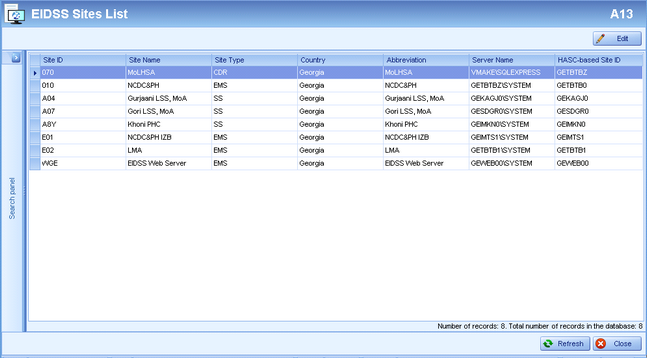 EIDSS Sites List A13
Edit
Site ID Site Name Site Type Country Abbreviation Server Name HASC-based Site ID
070 MoLHSA CDR Georgia MoLHSA VMAKE\SQLEXPRESS GETBTBZ
010 NCDC&PH EMS Georgia NCDC&PH GETBTBZ\SYSTEM GETBTB0
A04 Gurjaani LSS, MoA SS Georgia Gurjaani LSS, MoA GEKAGJ0\SYSTEM GEKAGJ0
A07 Gori LSS, MoA SS Georgia Gori LSS, MoA GESDGR0\SYSTEM GESDGR0
A8Y Khoni PHC SS Georgia Khoni PHC GEIMKN0\SYSTEM GEIMKN0
E01 NCDC&PH IZB EMS Georgia NCDC&PH IZB GEIMTS1\SYSTEM GEIMTS1
E02 LMA EMS Georgia LMA GETBTB1\SYSTEM GETBTB1
WGE EIDSS Web Server EMS Georgia EIDSS Web Server GEWEB00\SYSTEM GEWEB00
Search panel
Number of records: 8. Total number of records in the database: 8
Refresh Close